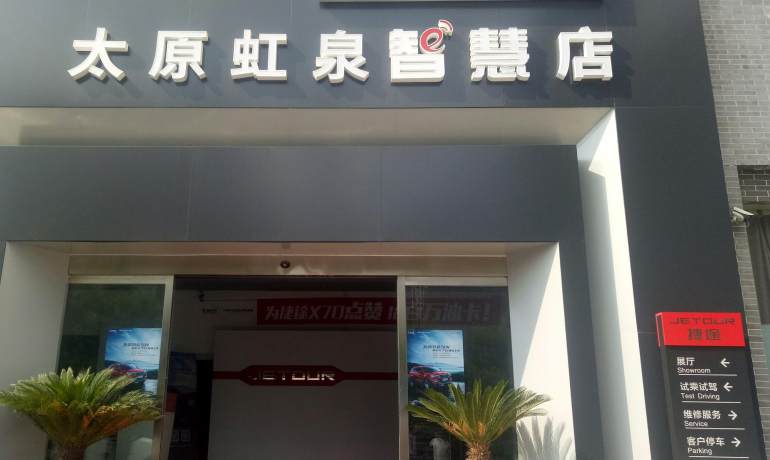 太原虹泉智慧店
为捷途X70点赞
JETOUR
JETOUR
捷途
展厅
Showroom
试乘试驾
Test Driving
维修服务
Service
客户停车
Parking